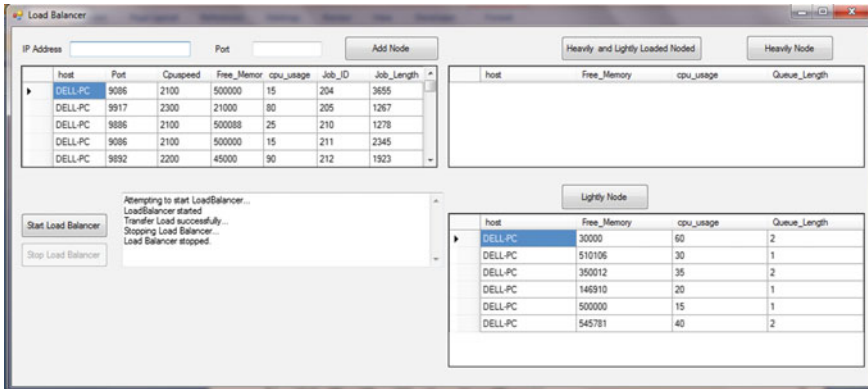 Load Balancer
IP Address Port Add Node Heavily and Lightly Loaded Noded Heavily Node
host Port Cpuspeed Free_Memor cpu_usage Job_ID Job_Length
DELL-PC 9086 2100 500000 15 204 3655
DELL-PC 9917 2300 21000 80 205 1267
DELL-PC 9886 2100 500088 25 210 1278
DELL-PC 9086 2100 500000 15 211 2345
DELL-PC 9892 2200 45000 90 212 1923
host Free_Memory cpu_usage Queue_Length
Start Load Balancer
Stop Load Balancer
Attempting to start LoadBalancer...
LoadBalancer started
Transfer Load successfully...
Stopping Load Balancer...
Load Balancer stopped.
Lightly Node
host Free_Memory cpu_usage Queue_Length
DELL-PC 30000 60 2
DELL-PC 510106 30 1
DELL-PC 350012 35 2
DELL-PC 146910 20 1
DELL-PC 500000 15 1
DELL-PC 545781 40 2